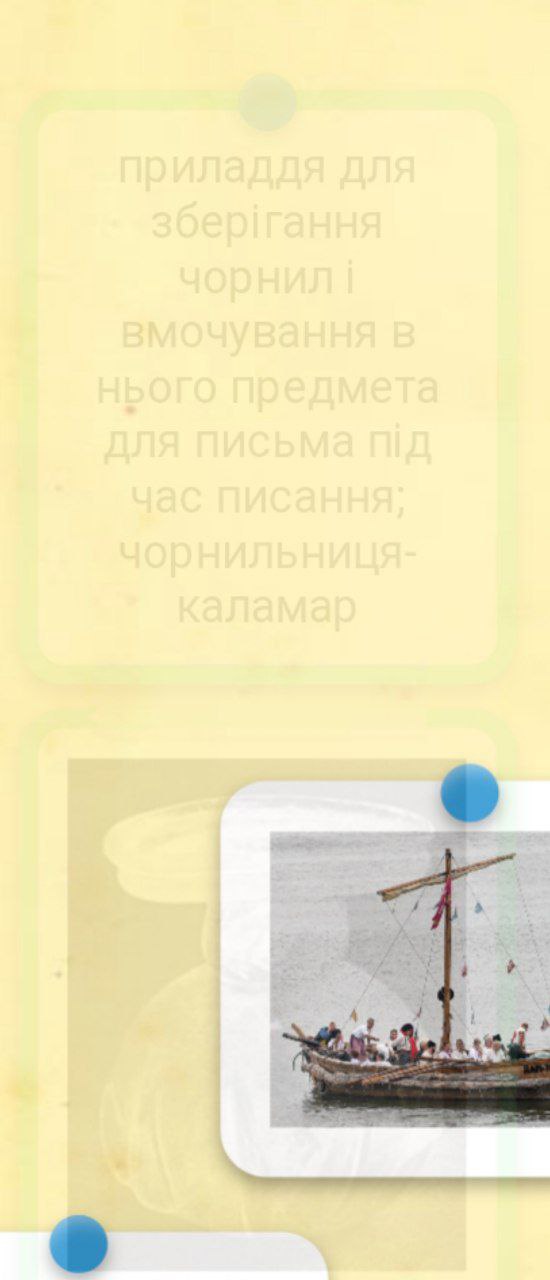 приладдя для
зберігання
чорнил і
вмочування в
нього предмета
для письма під
час писання;
чорнильниця-
каламар